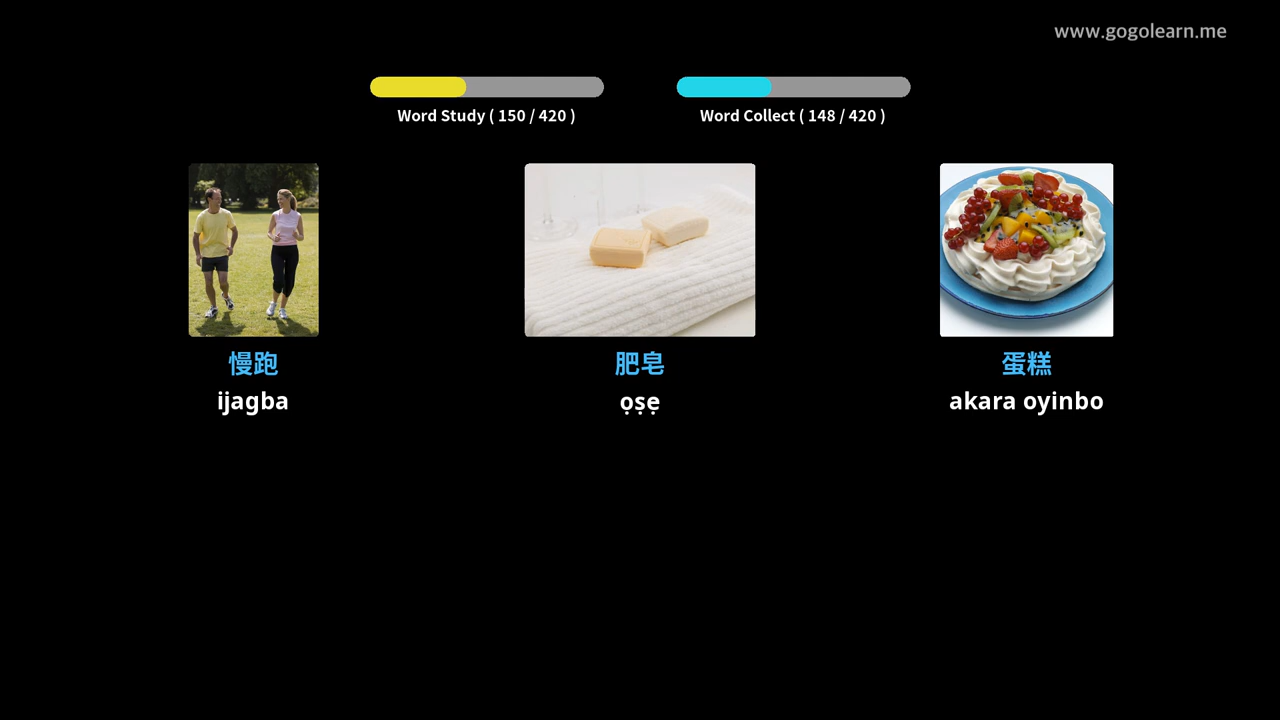 www.gogolearn.me
Word Study ( 150 / 420 )
Word Collect ( 148 / 420 )
慢跑
ijagba
肥皂
ọṣẹ
蛋糕
akara oyinbo